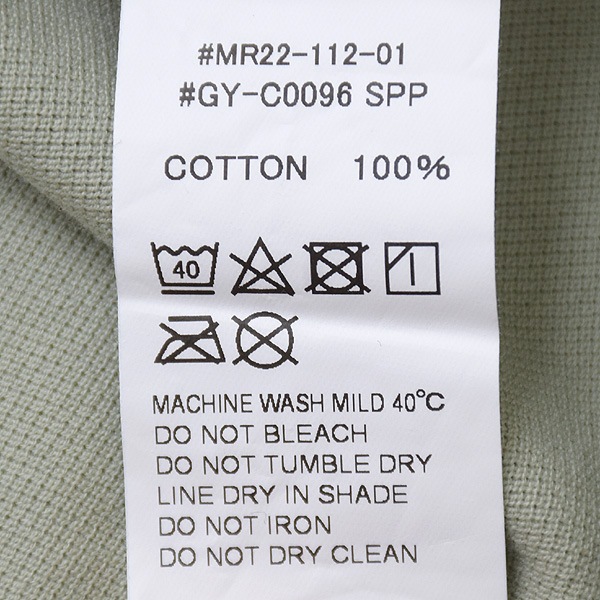 #MR22-112-01
#GY-C0096 SPP
COTTON 100%
40
MACHINE WASH MILD 40°C
DO NOT BLEACH
DO NOT TUMBLE DRY
LINE DRY IN SHADE
DO NOT IRON
DO NOT DRY CLEAN